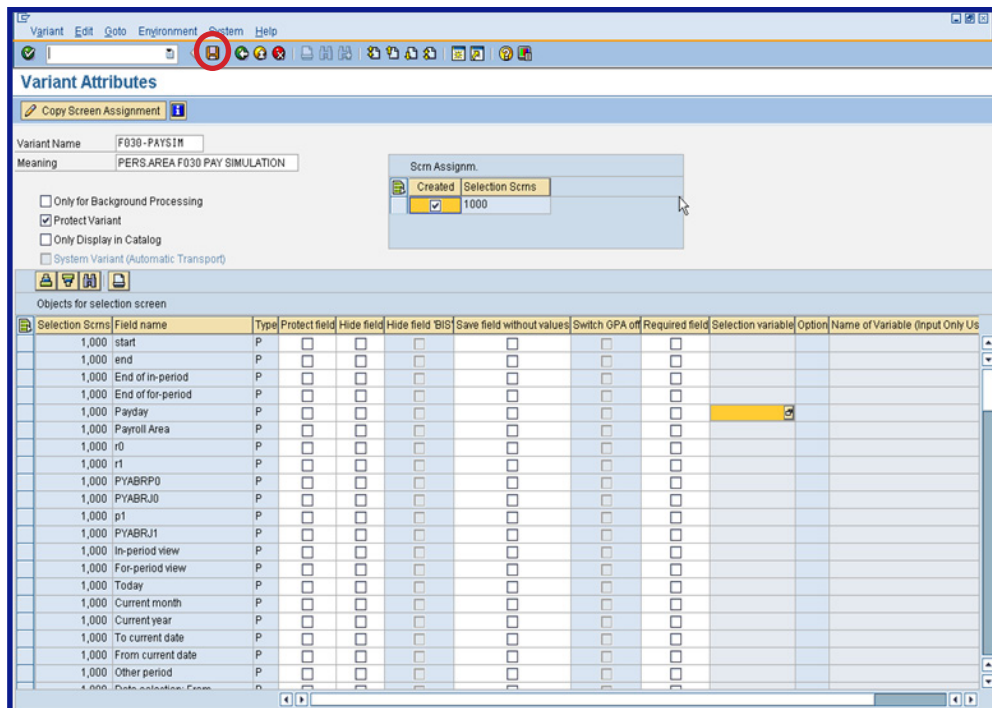 Variant Edit Goto Environment System Help
Variant Attributes
Copy Screen Assignment
Variant Name F030-PAYSIM
Meaning PERS.AREA F030 PAY SIMULATION
Scrn Assignm.
Created Selection Scrns
1000
Only for Background Processing
Protect Variant
Only Display in Catalog
System Variant (Automatic Transport)
Objects for selection screen
Selection Scrns Field name Type Protect field Hide field Hide field 'BIS' Save field without values Switch GPA off Required field Selection variable Option Name of Variable (Input Only Us
1,000 start P
1,000 end P
1,000 End of in-period P
1,000 End of for-period P
1,000 Payday P
1,000 Payroll Area P
1,000 r0 P
1,000 r1 P
1,000 PYABRP0 P
1,000 PYABRJ0 P
1,000 p1 P
1,000 PYABRJ1 P
1,000 In-period view P
1,000 For-period view P
1,000 Today P
1,000 Current month P
1,000 Current year P
1,000 To current date P
1,000 From current date P
1,000 Other period P
1,000 Data selection: From P